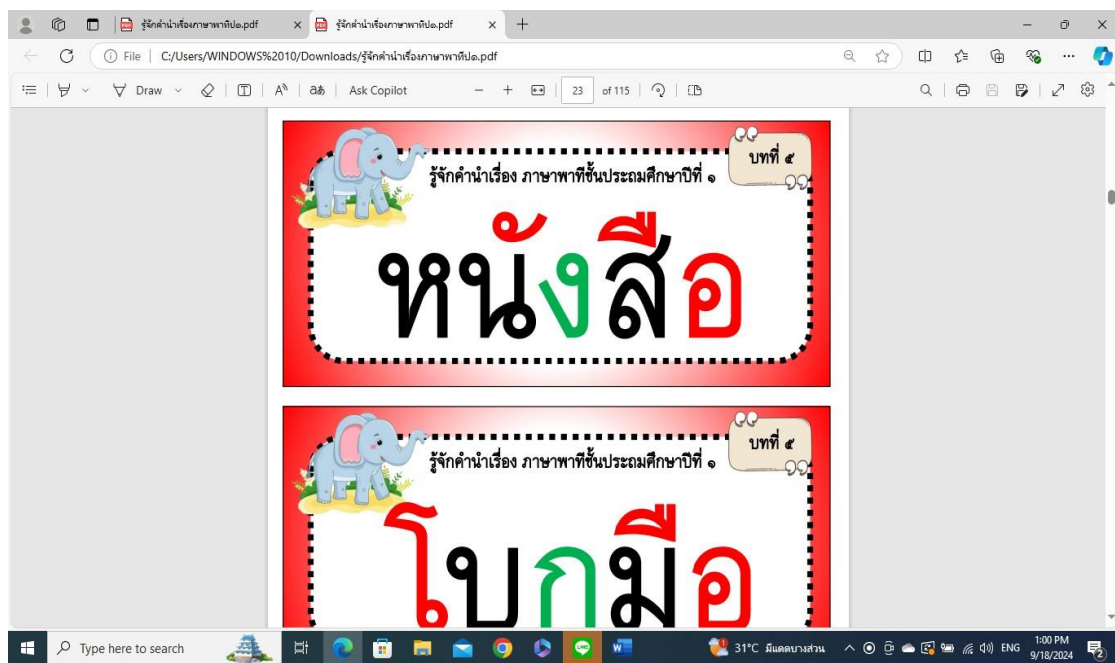 รู้จักคำนำเรื่องภาษาพาทีป๑.pdf
รู้จักคำนำเรื่องภาษาพาทีป๑.pdf
File | C:/Users/WINDOWS%2010/Downloads/รู้จักคำนำเรื่องภาษาพาทีป๑.pdf
Draw
Ask Copilot
23 of 115
บทที่ ๕
รู้จักคำนำเรื่อง ภาษาพาทีชั้นประถมศึกษาปีที่ ๑
หนังสือ
บทที่ ๕
รู้จักคำนำเรื่อง ภาษาพาทีชั้นประถมศึกษาปีที่ ๑
โบกมือ
Type here to search
31°C มีแดดบางส่วน
ENG
1:00 PM
9/18/2024